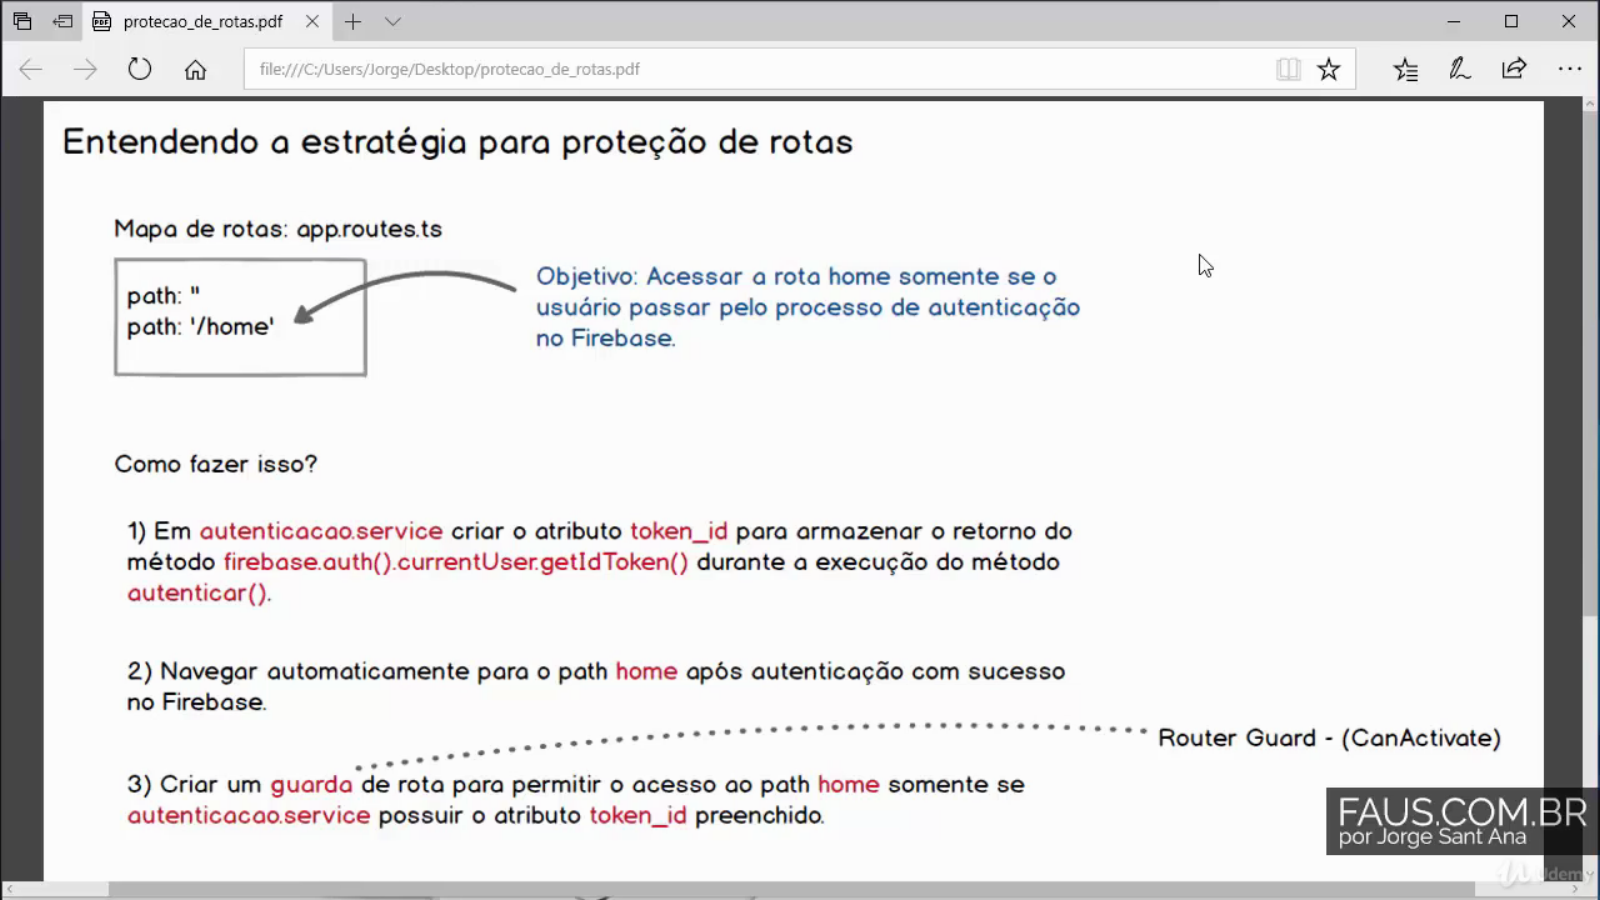 protecao_de_rotas.pdf
file:///C:/Users/Jorge/Desktop/protecao_de_rotas.pdf
Entendendo a estratégia para proteção de rotas
Mapa de rotas: app.routes.ts
path: ''
path: '/home'
Objetivo: Acessar a rota home somente se o
usuário passar pelo processo de autenticação
no Firebase.
Como fazer isso?
1) Em autenticacao.service criar o atributo token_id para armazenar o retorno do
método firebase.auth().currentUser.getIdToken() durante a execução do método
autenticar().
2) Navegar automaticamente para o path home após autenticação com sucesso
no Firebase.
Router Guard - (CanActivate)
3) Criar um guarda de rota para permitir o acesso ao path home somente se
autenticacao.service possuir o atributo token_id preenchido.
FAUS.COM.BR
por Jorge Sant Ana
Udemy